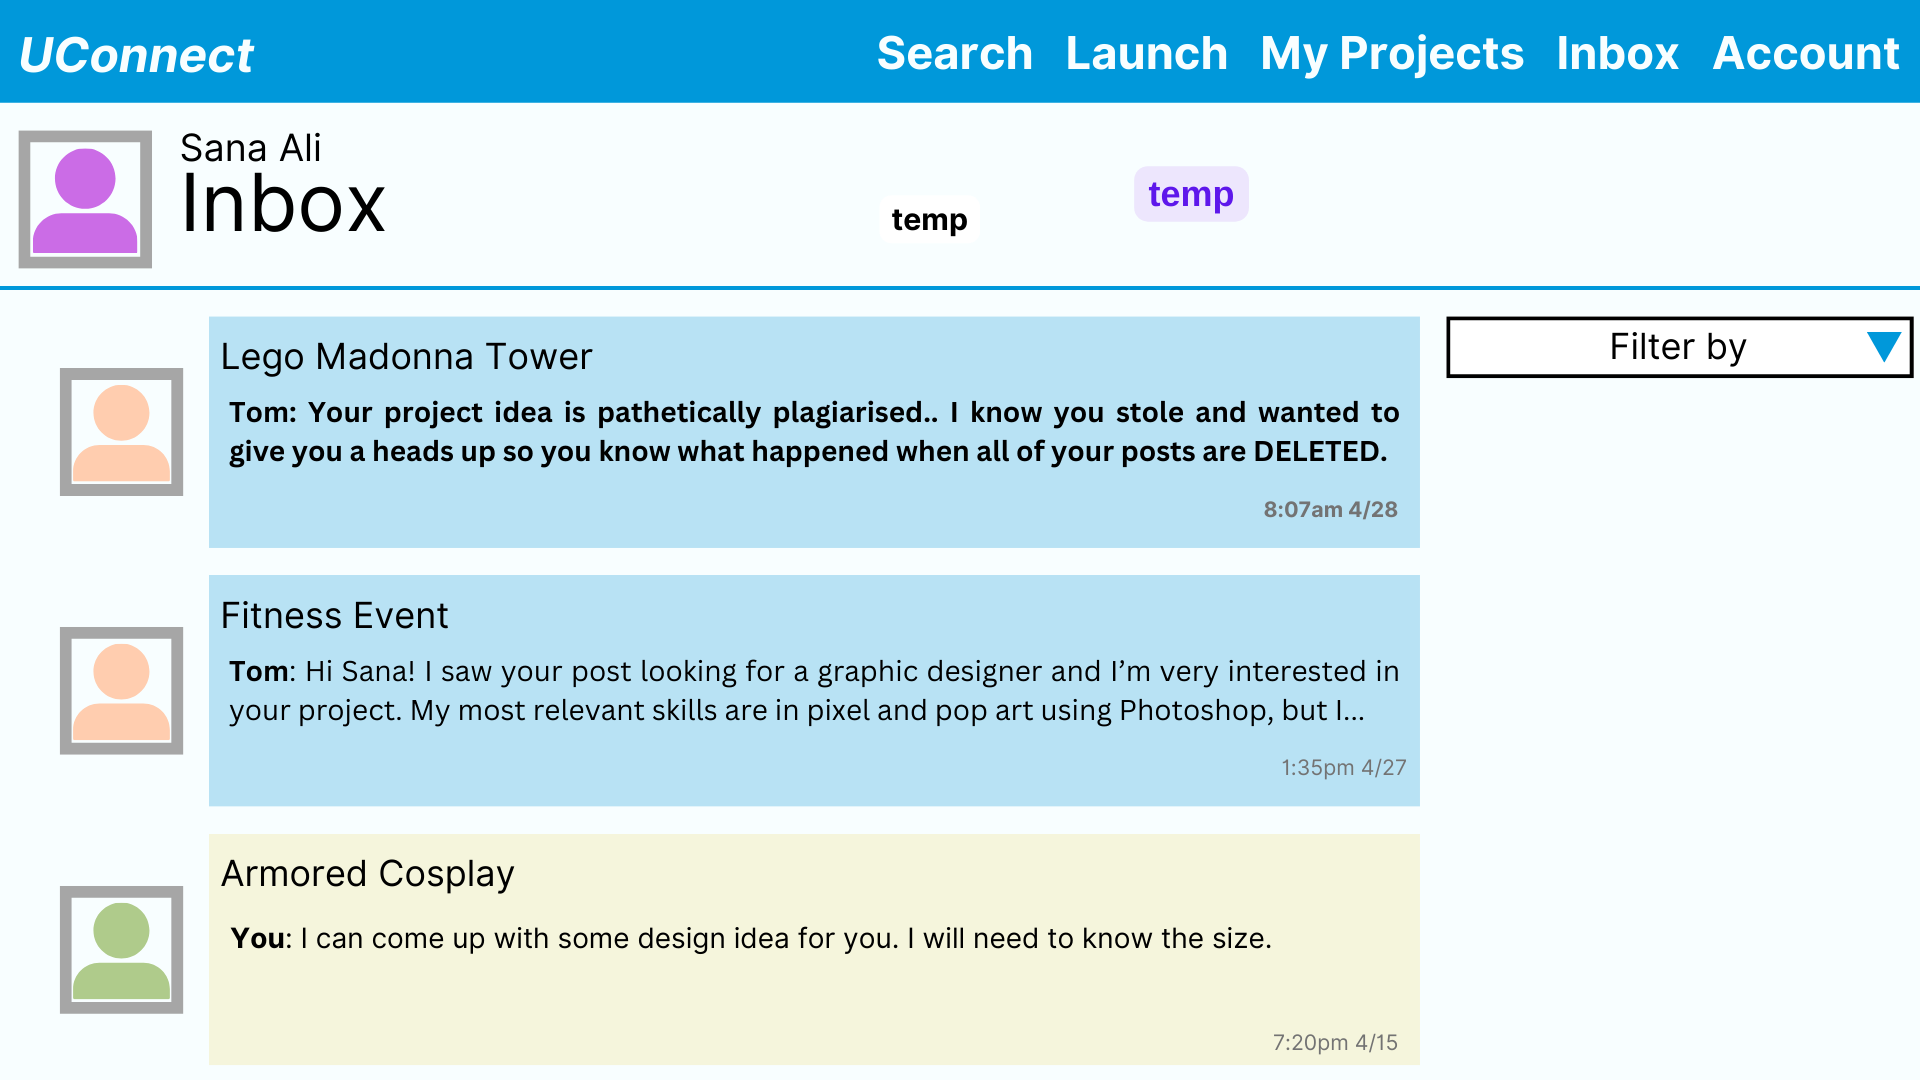 UConnect
Search Launch My Projects Inbox Account
Sana Ali
Inbox
temp
temp
Filter by
Lego Madonna Tower
Tom: Your project idea is pathetically plagiarised.. I know you stole and wanted to
give you a heads up so you know what happened when all of your posts are DELETED.
8:07am 4/28
Fitness Event
Tom: Hi Sana! I saw your post looking for a graphic designer and I’m very interested in
your project. My most relevant skills are in pixel and pop art using Photoshop, but I...
1:35pm 4/27
Armored Cosplay
You: I can come up with some design idea for you. I will need to know the size.
7:20pm 4/15